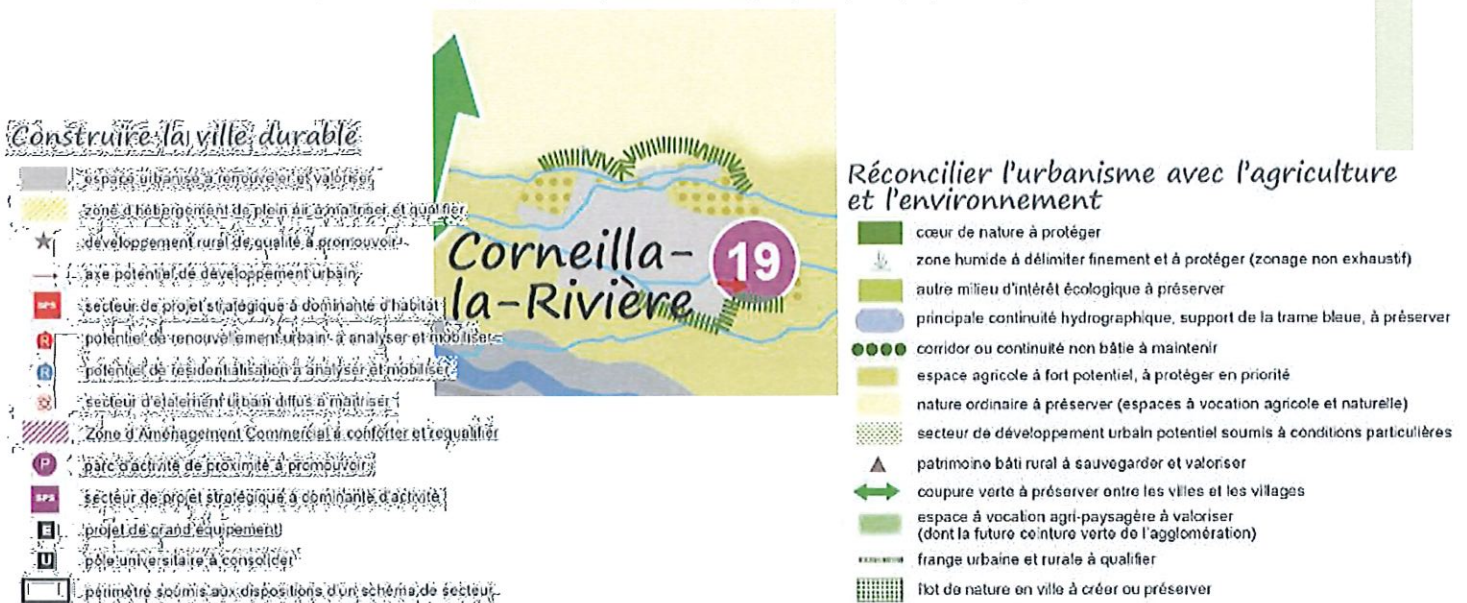 Construire la ville durable
espace urbanisé à renouveler et valoriser
zone d'hébergement de plein air à maîtriser et qualifier
développement rural de qualité à promouvoir
axe potentiel de développement urbain
SPS secteur de projet stratégique à dominante d'habitat
R potentiel de renouvellement urbain à analyser et mobiliser
R potentiel de résidentialisation à analyser et mobiliser
secteur d'étalement urbain diffus à maîtriser
Zone d'Aménagement Commercial à conforter et requalifier
P parc d'activité de proximité à promouvoir
SPS secteur de projet stratégique à dominante d'activité
E projet de grand équipement
U pôle universitaire à consolider
périmètre soumis aux dispositions d'un schéma de secteur
Corneilla-
la-Rivière
19
Réconcilier l'urbanisme avec l'agriculture
et l'environnement
cœur de nature à protéger
zone humide à délimiter finement et à protéger (zonage non exhaustif)
autre milieu d'intérêt écologique à préserver
principale continuité hydrographique, support de la trame bleue, à préserver
corridor ou continuité non bâtie à maintenir
espace agricole à fort potentiel, à protéger en priorité
nature ordinaire à préserver (espaces à vocation agricole et naturelle)
secteur de développement urbain potentiel soumis à conditions particulières
patrimoine bâti rural à sauvegarder et valoriser
coupure verte à préserver entre les villes et les villages
espace à vocation agri-paysagère à valoriser
(dont la future ceinture verte de l'agglomération)
frange urbaine et rurale à qualifier
îlot de nature en ville à créer ou préserver